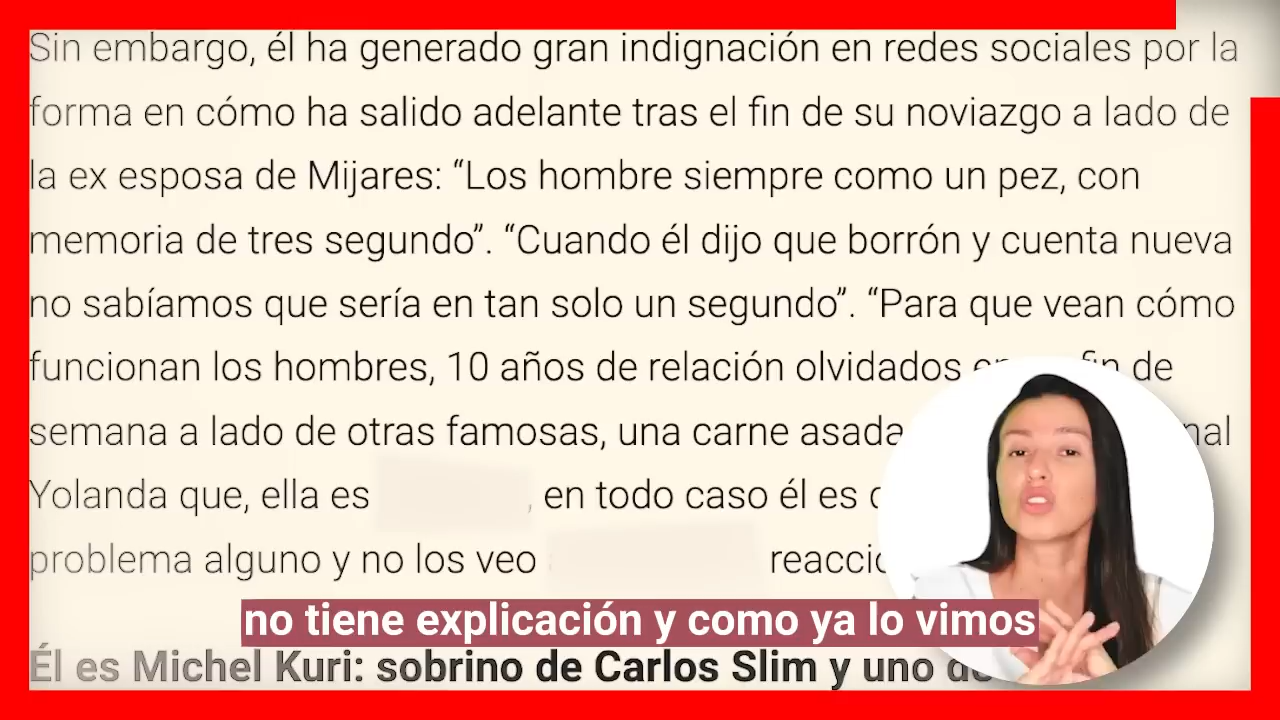 Sin embargo, él ha generado gran indignación en redes sociales por la
forma en cómo ha salido adelante tras el fin de su noviazgo a lado de
la ex esposa de Mijares: “Los hombre siempre como un pez, con
memoria de tres segundo”. “Cuando él dijo que borrón y cuenta nueva
no sabíamos que sería en tan solo un segundo”. “Para que vean cómo
funcionan los hombres, 10 años de relación olvidados fin de
semana a lado de otras famosas, una carne asada
Yolanda que, ella es , en todo caso él es
problema alguno y no los veo
no tiene explicación y como ya lo vimos
Él es Michel Kuri: sobrino de Carlos Slim y uno